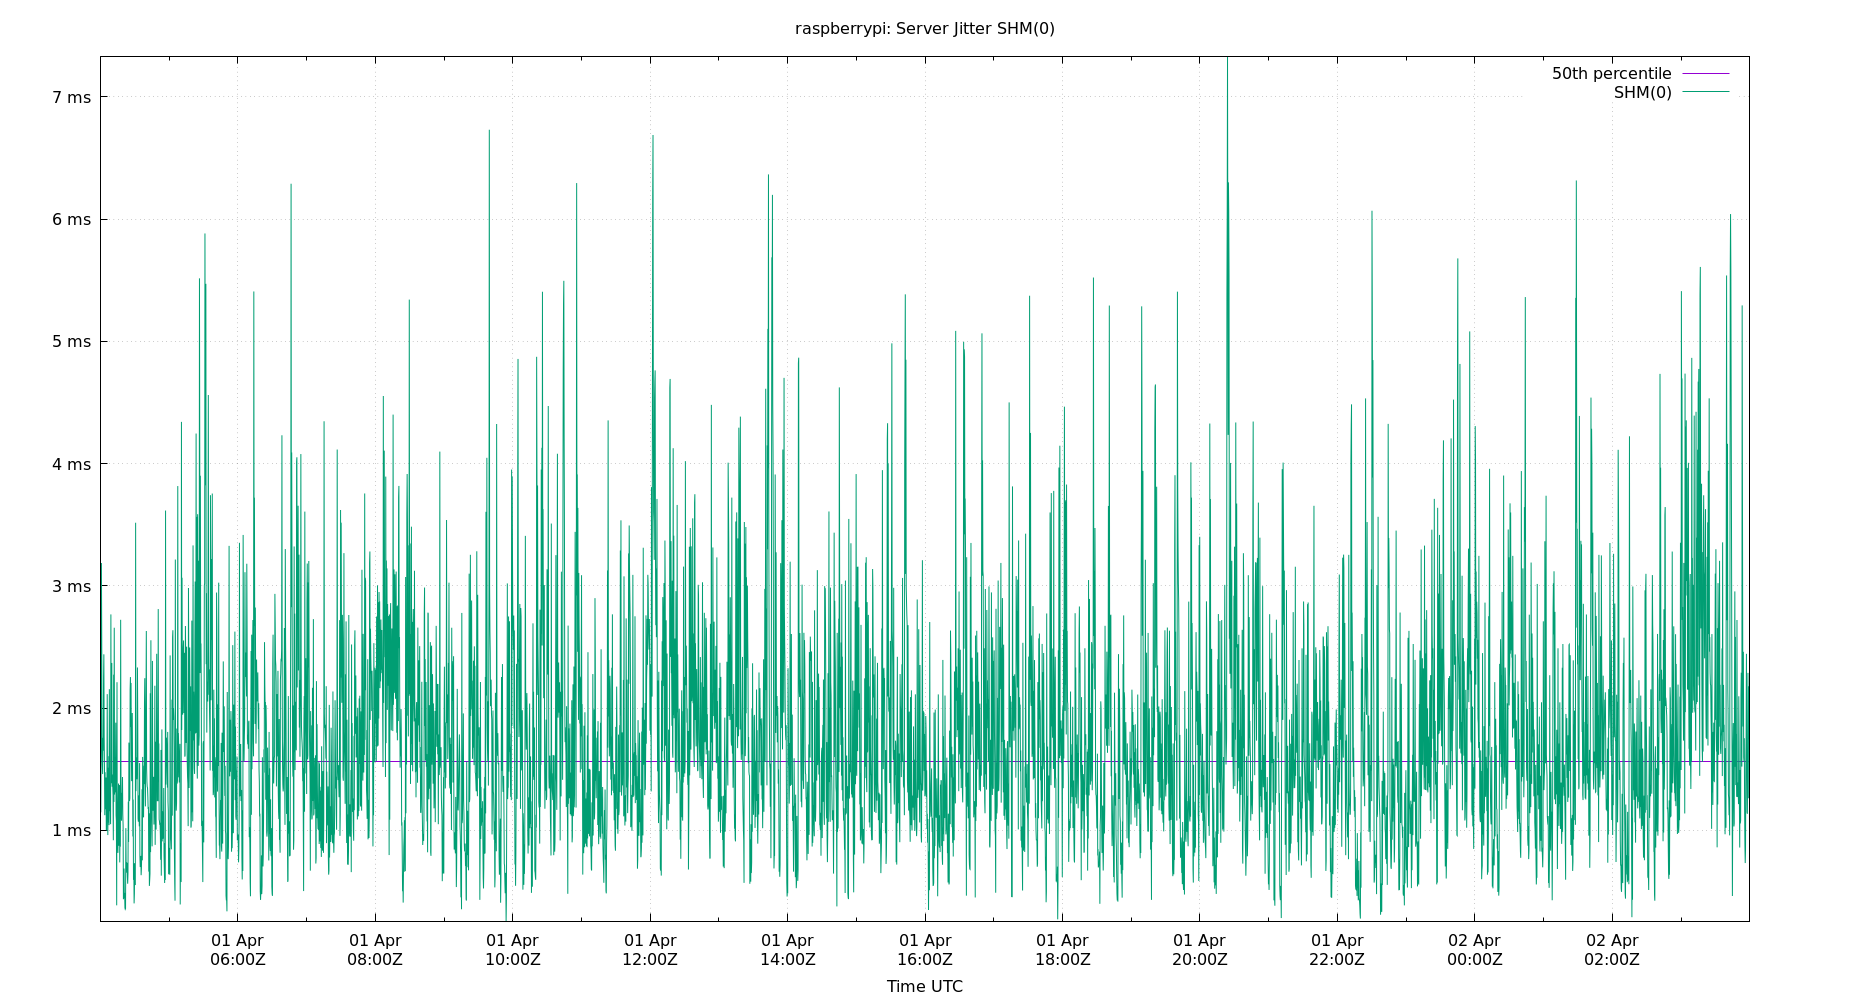 raspberrypi: Server Jitter SHM(0)
50th percentile
SHM(0)
7 ms
6 ms
5 ms
4 ms
3 ms
2 ms
1 ms
01 Apr 01 Apr 01 Apr 01 Apr 01 Apr 01 Apr 01 Apr 01 Apr 01 Apr 02 Apr 02 Apr
06:00Z 08:00Z 10:00Z 12:00Z 14:00Z 16:00Z 18:00Z 20:00Z 22:00Z 00:00Z 02:00Z
Time UTC